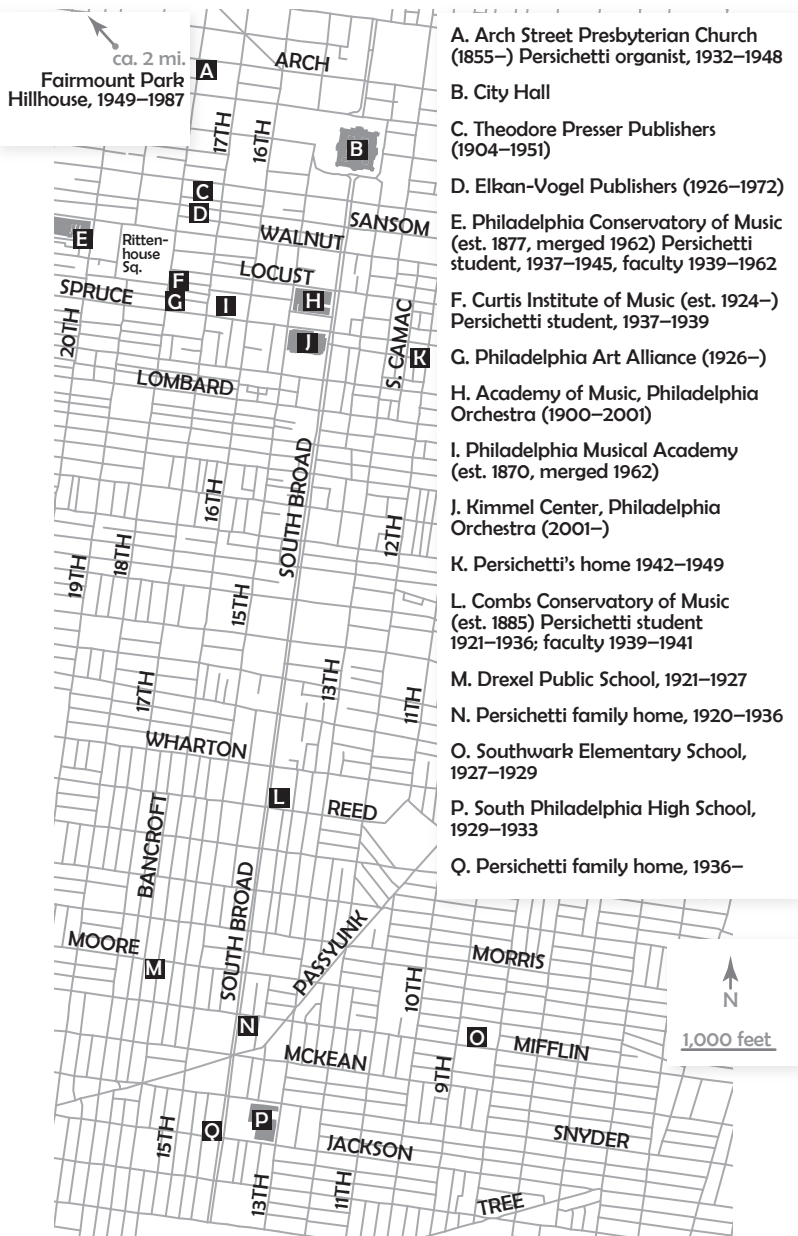 ca. 2 mi.
Fairmount Park
Hillhouse, 1949–1987
A
ARCH
17TH
16TH
B
C
D
SANSOM
WALNUT
E
Ritten-
house
Sq.
LOCUST
F
SPRUCE
G
I
H
20TH
J
S. CAMAC
K
LOMBARD
SOUTH BROAD
16TH
12TH
18TH
19TH
15TH
13TH
17TH
11TH
WHARTON
L
REED
BANCROFT
SOUTH BROAD
PASSYUNK
MOORE
M
MORRIS
10TH
N
O
MIFFLIN
MCKEAN
9TH
P
Q
15TH
JACKSON
SNYDER
13TH
11TH
TREE
A. Arch Street Presbyterian Church
(1855–) Persichetti organist, 1932–1948
B. City Hall
C. Theodore Presser Publishers
(1904–1951)
D. Elkan-Vogel Publishers (1926–1972)
E. Philadelphia Conservatory of Music
(est. 1877, merged 1962) Persichetti
student, 1937–1945, faculty 1939–1962
F. Curtis Institute of Music (est. 1924–)
Persichetti student, 1937–1939
G. Philadelphia Art Alliance (1926–)
H. Academy of Music, Philadelphia
Orchestra (1900–2001)
I. Philadelphia Musical Academy
(est. 1870, merged 1962)
J. Kimmel Center, Philadelphia
Orchestra (2001–)
K. Persichetti's home 1942–1949
L. Combs Conservatory of Music
(est. 1885) Persichetti student
1921–1936; faculty 1939–1941
M. Drexel Public School, 1921–1927
N. Persichetti family home, 1920–1936
O. Southwark Elementary School,
1927–1929
P. South Philadelphia High School,
1929–1933
Q. Persichetti family home, 1936–
N
1,000 feet